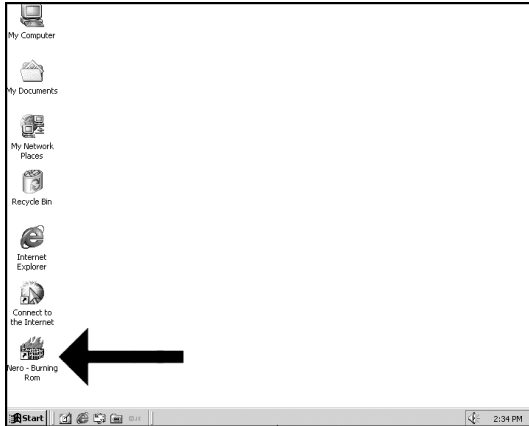 My Computer
My Documents
My Network
Places
Recycle Bin
Internet
Explorer
Connect to
the Internet
Nero - Burning
Rom
Start
2:34 PM